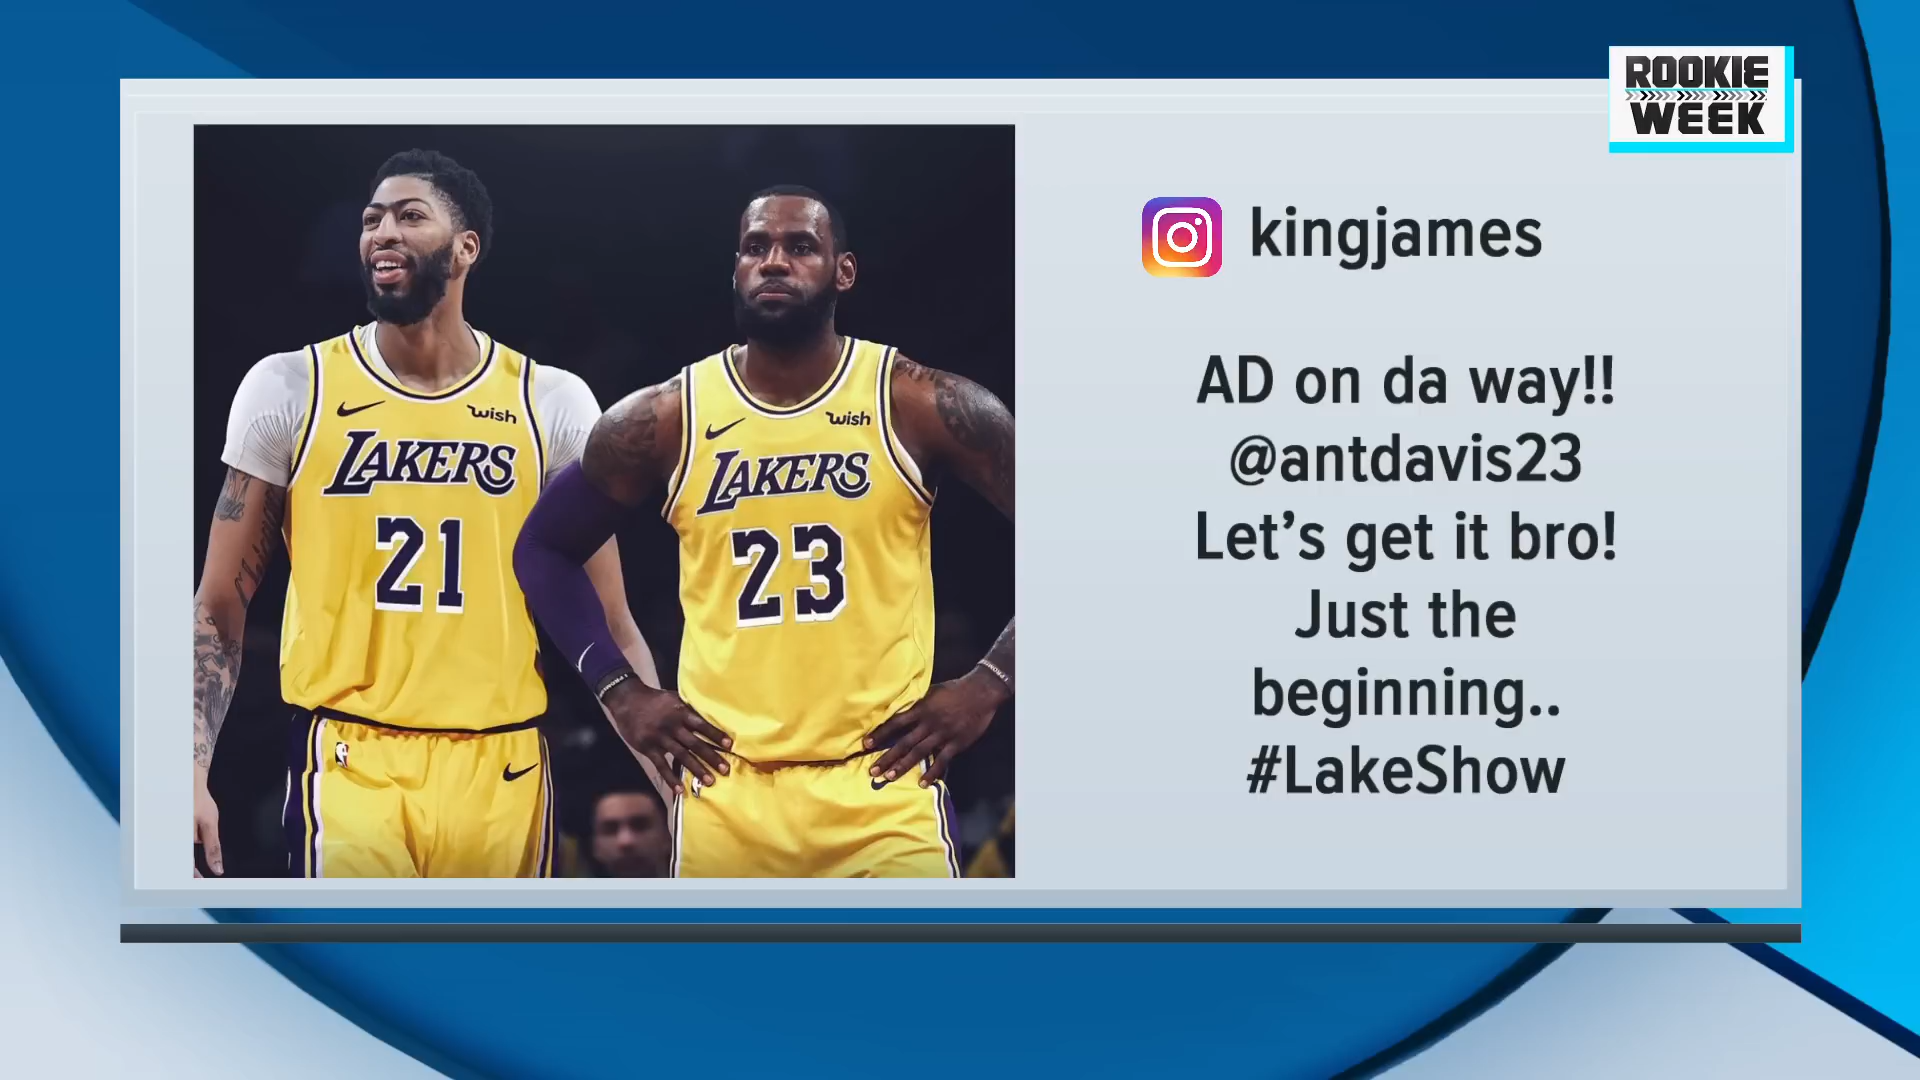 ROOKIE
WEEK
wish
LAKERS
21
wish
LAKERS
23
kingjames
AD on da way!!
@antdavis23
Let’s get it bro!
Just the
beginning..
#LakeShow